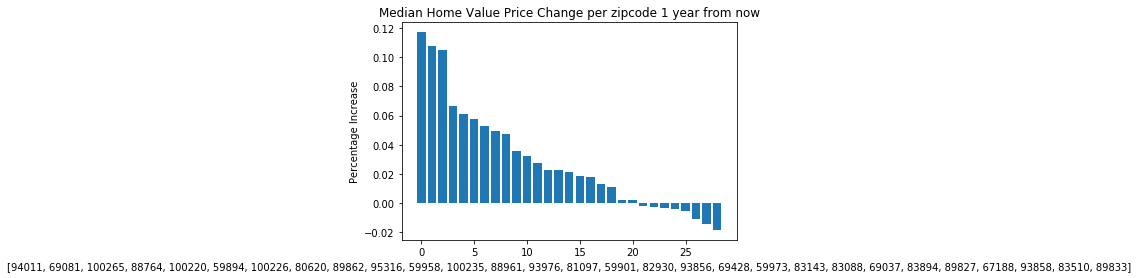 Median Home Value Price Change per zipcode 1 year from now
0.12
0.10
0.08
0.06
0.04
0.02
0.00
−0.02
Percentage Increase
0 5 10 15 20 25
[94011, 69081, 100265, 88764, 100220, 59894, 100226, 80620, 89862, 95316, 59958, 100235, 88961, 93976, 81097, 59901, 82930, 93856, 69428, 59973, 83143, 83088, 69037, 83894, 89827, 67188, 93858, 83510, 89833]